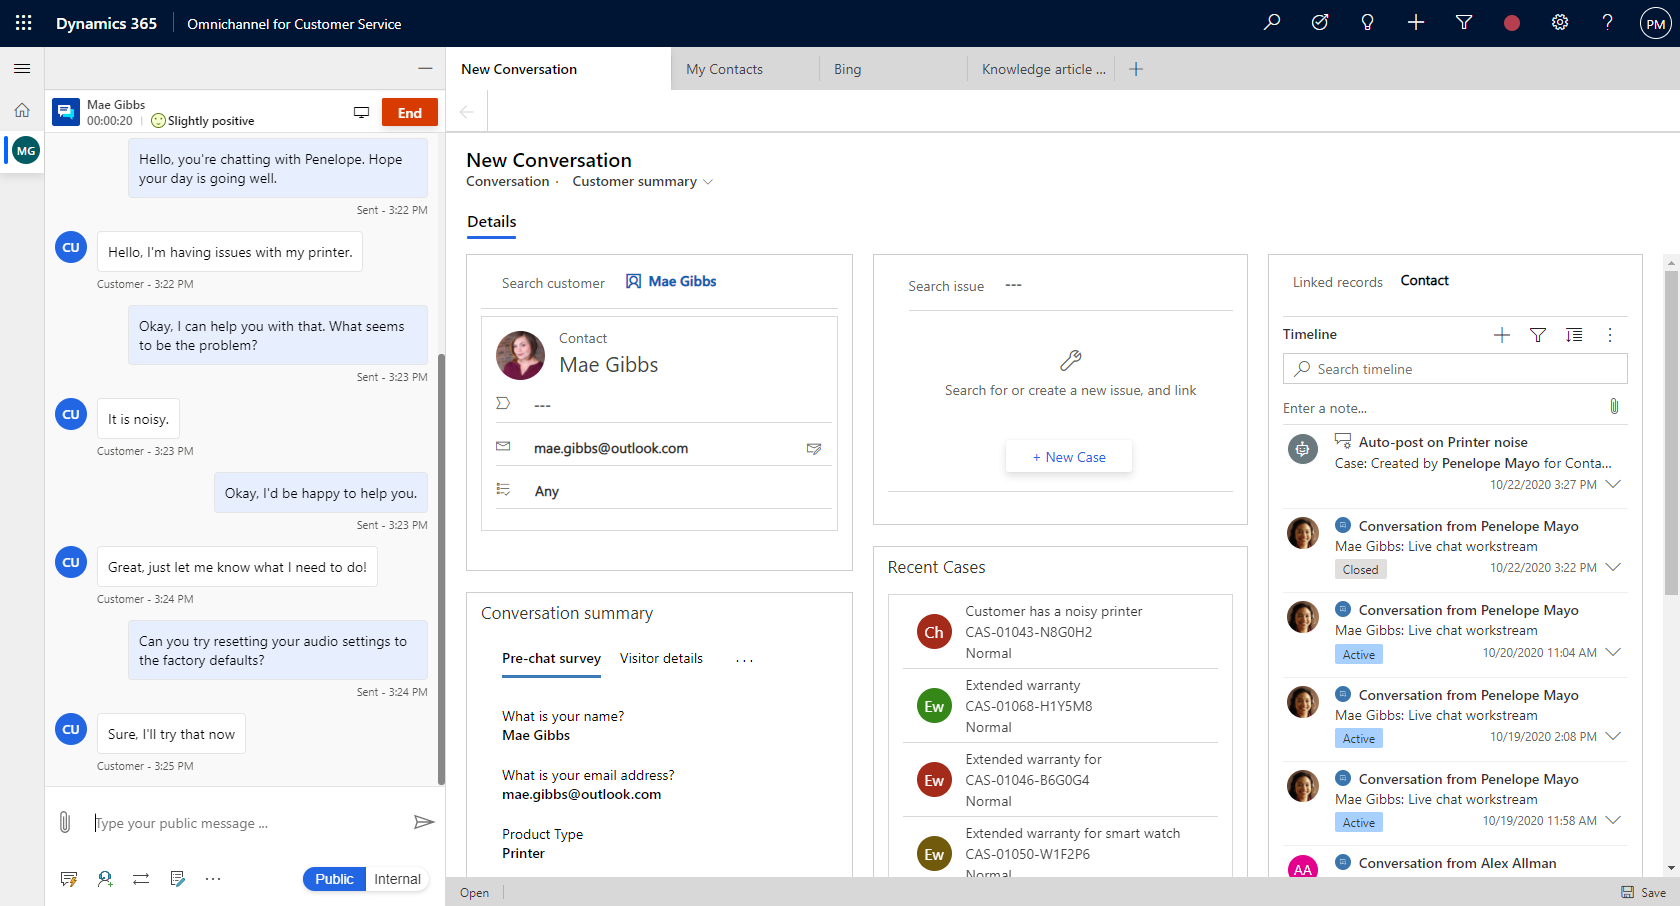 Dynamics 365
Omnichannel for Customer Service
PM
New Conversation
My Contacts
Bing
Knowledge article ...
MG
Mae Gibbs
00:00:20
Slightly positive
End
Hello, you're chatting with Penelope. Hope
your day is going well.
Sent - 3:22 PM
CU
Hello, I'm having issues with my printer.
Customer - 3:22 PM
Okay, I can help you with that. What seems
to be the problem?
Sent - 3:23 PM
CU
It is noisy.
Customer - 3:23 PM
Okay, I'd be happy to help you.
Sent - 3:23 PM
CU
Great, just let me know what I need to do!
Customer - 3:24 PM
Can you try resetting your audio settings to
the factory defaults?
Sent - 3:24 PM
CU
Sure, I'll try that now
Customer - 3:25 PM
Type your public message ...
Public
Internal
New Conversation
Conversation ·
Customer summary
Details
Search customer
Mae Gibbs
Contact
Mae Gibbs
---
mae.gibbs@outlook.com
Any
Conversation summary
Pre-chat survey
Visitor details
...
What is your name?
Mae Gibbs
What is your email address?
mae.gibbs@outlook.com
Product Type
Printer
Search issue
---
Search for or create a new issue, and link
+ New Case
Recent Cases
Ch
Customer has a noisy printer
CAS-01043-N8G0H2
Normal
Ew
Extended warranty
CAS-01068-H1Y5M8
Normal
Ew
Extended warranty for
CAS-01046-B6G0G4
Normal
Ew
Extended warranty for smart watch
CAS-01050-W1F2P6
Normal
Linked records
Contact
Timeline
Search timeline
Enter a note...
Auto-post on Printer noise
Case: Created by Penelope Mayo for Conta...
10/22/2020 3:27 PM
Conversation from Penelope Mayo
Mae Gibbs: Live chat workstream
Closed
10/22/2020 3:22 PM
Conversation from Penelope Mayo
Mae Gibbs: Live chat workstream
Active
10/20/2020 11:04 AM
Conversation from Penelope Mayo
Mae Gibbs: Live chat workstream
Active
10/19/2020 2:08 PM
Conversation from Penelope Mayo
Mae Gibbs: Live chat workstream
Active
10/19/2020 11:58 AM
AA
Conversation from Alex Allman
Open
Save